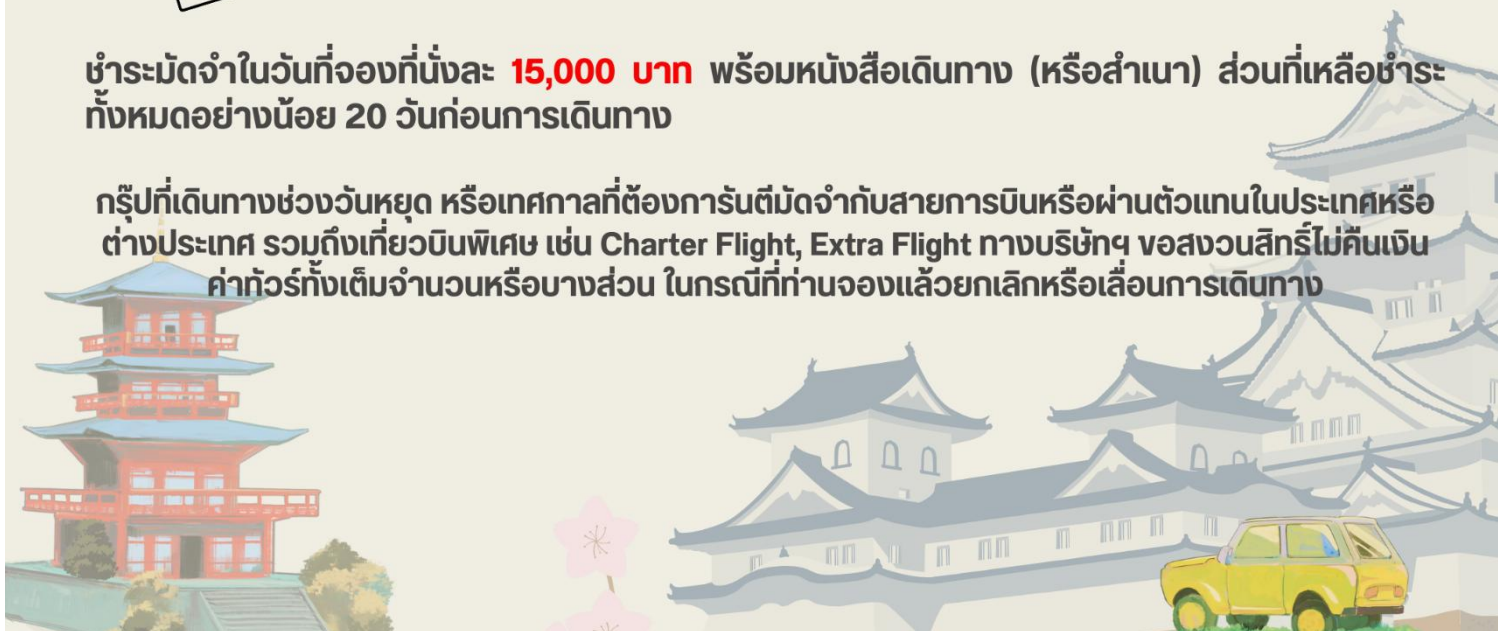 ชำระมัดจำในวันที่จองที่นั่งละ 15,000 บาท พร้อมหนังสือเดินทาง (หรือสำเนา) ส่วนที่เหลือชำระ
ทั้งหมดอย่างน้อย 20 วันก่อนการเดินทาง
กรุ๊ปที่เดินทางช่วงวันหยุด หรือเทศกาลที่ต้องการันตีมัดจำกับสายการบินหรือผ่านตัวแทนในประเทศหรือ
ต่างประเทศ รวมถึงเที่ยวบินพิเศษ เช่น Charter Flight, Extra Flight ทางบริษัทฯ ขอสงวนสิทธิ์ไม่คืนเงิน
ค่าทัวร์ทั้งเต็มจำนวนหรือบางส่วน ในกรณีที่ท่านจองแล้วยกเลิกหรือเลื่อนการเดินทาง